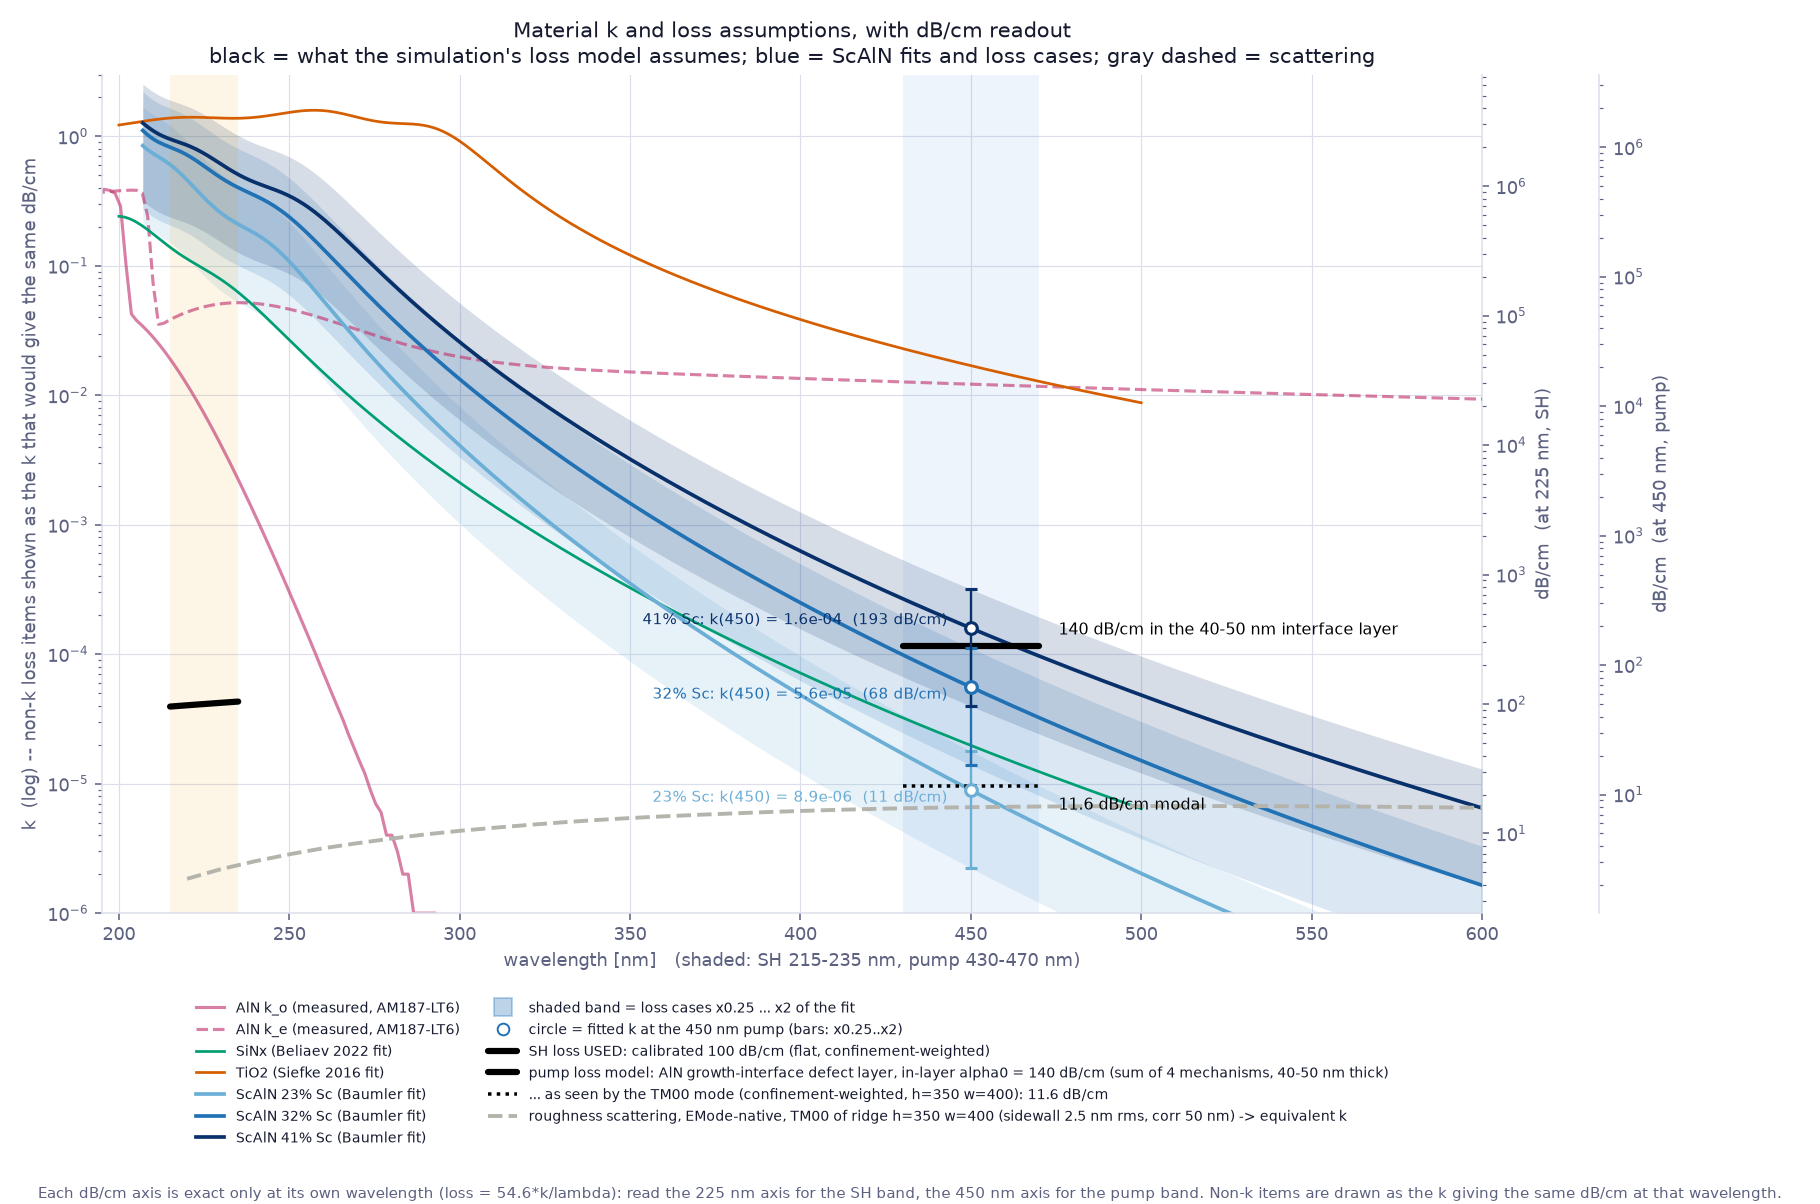 Material k and loss assumptions, with dB/cm readout
black = what the simulation's loss model assumes; blue = ScAlN fits and loss cases; gray dashed = scattering
k (log) -- non-k loss items shown as the k that would give the same dB/cm
10⁰
10⁻¹
10⁻²
10⁻³
10⁻⁴
10⁻⁵
10⁻⁶
41% Sc: k(450) = 1.6e-04 (193 dB/cm)
32% Sc: k(450) = 5.6e-05 (68 dB/cm)
23% Sc: k(450) = 8.9e-06 (11 dB/cm)
140 dB/cm in the 40-50 nm interface layer
11.6 dB/cm modal
10⁶
10⁵
10⁴
10³
10²
10¹
dB/cm (at 225 nm, SH)
10⁶
10⁵
10⁴
10³
10²
10¹
dB/cm (at 450 nm, pump)
200 250 300 350 400 450 500 550 600
wavelength [nm] (shaded: SH 215-235 nm, pump 430-470 nm)
AlN k_o (measured, AM187-LT6)
AlN k_e (measured, AM187-LT6)
SiNx (Beliaev 2022 fit)
TiO2 (Siefke 2016 fit)
ScAlN 23% Sc (Baumler fit)
ScAlN 32% Sc (Baumler fit)
ScAlN 41% Sc (Baumler fit)
shaded band = loss cases x0.25 ... x2 of the fit
circle = fitted k at the 450 nm pump (bars: x0.25..x2)
SH loss USED: calibrated 100 dB/cm (flat, confinement-weighted)
pump loss model: AlN growth-interface defect layer, in-layer alpha0 = 140 dB/cm (sum of 4 mechanisms, 40-50 nm thick)
... as seen by the TM00 mode (confinement-weighted, h=350 w=400): 11.6 dB/cm
roughness scattering, EMode-native, TM00 of ridge h=350 w=400 (sidewall 2.5 nm rms, corr 50 nm) -> equivalent k
Each dB/cm axis is exact only at its own wavelength (loss = 54.6*k/lambda): read the 225 nm axis for the SH band, the 450 nm axis for the pump band. Non-k items are drawn as the k giving the same dB/cm at that wavelength.